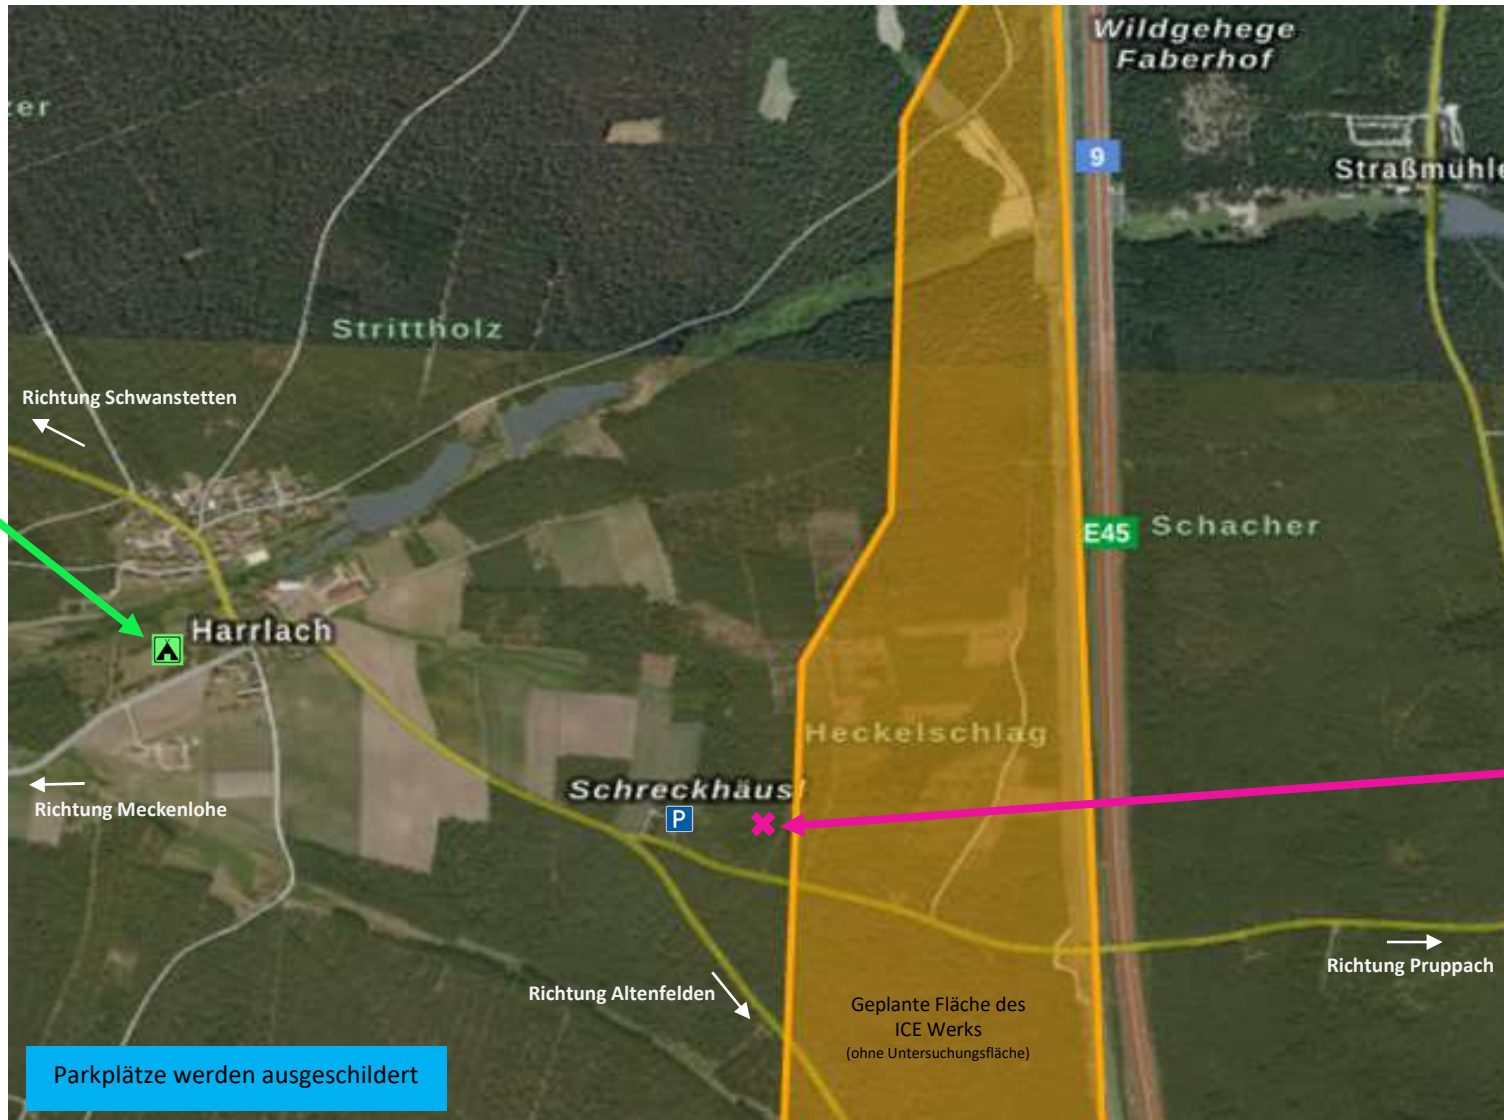 Wildgehege
Faberhof
zer
9
Straßmühle
Strittholz
Richtung Schwanstetten
E45
Schacher
Harrlach
Heckelschlag
Schreckhäusl
P
Richtung Meckenlohe
Richtung Altenfelden
Richtung Pruppach
Geplante Fläche des
ICE Werks
(ohne Untersuchungsfläche)
Parkplätze werden ausgeschildert